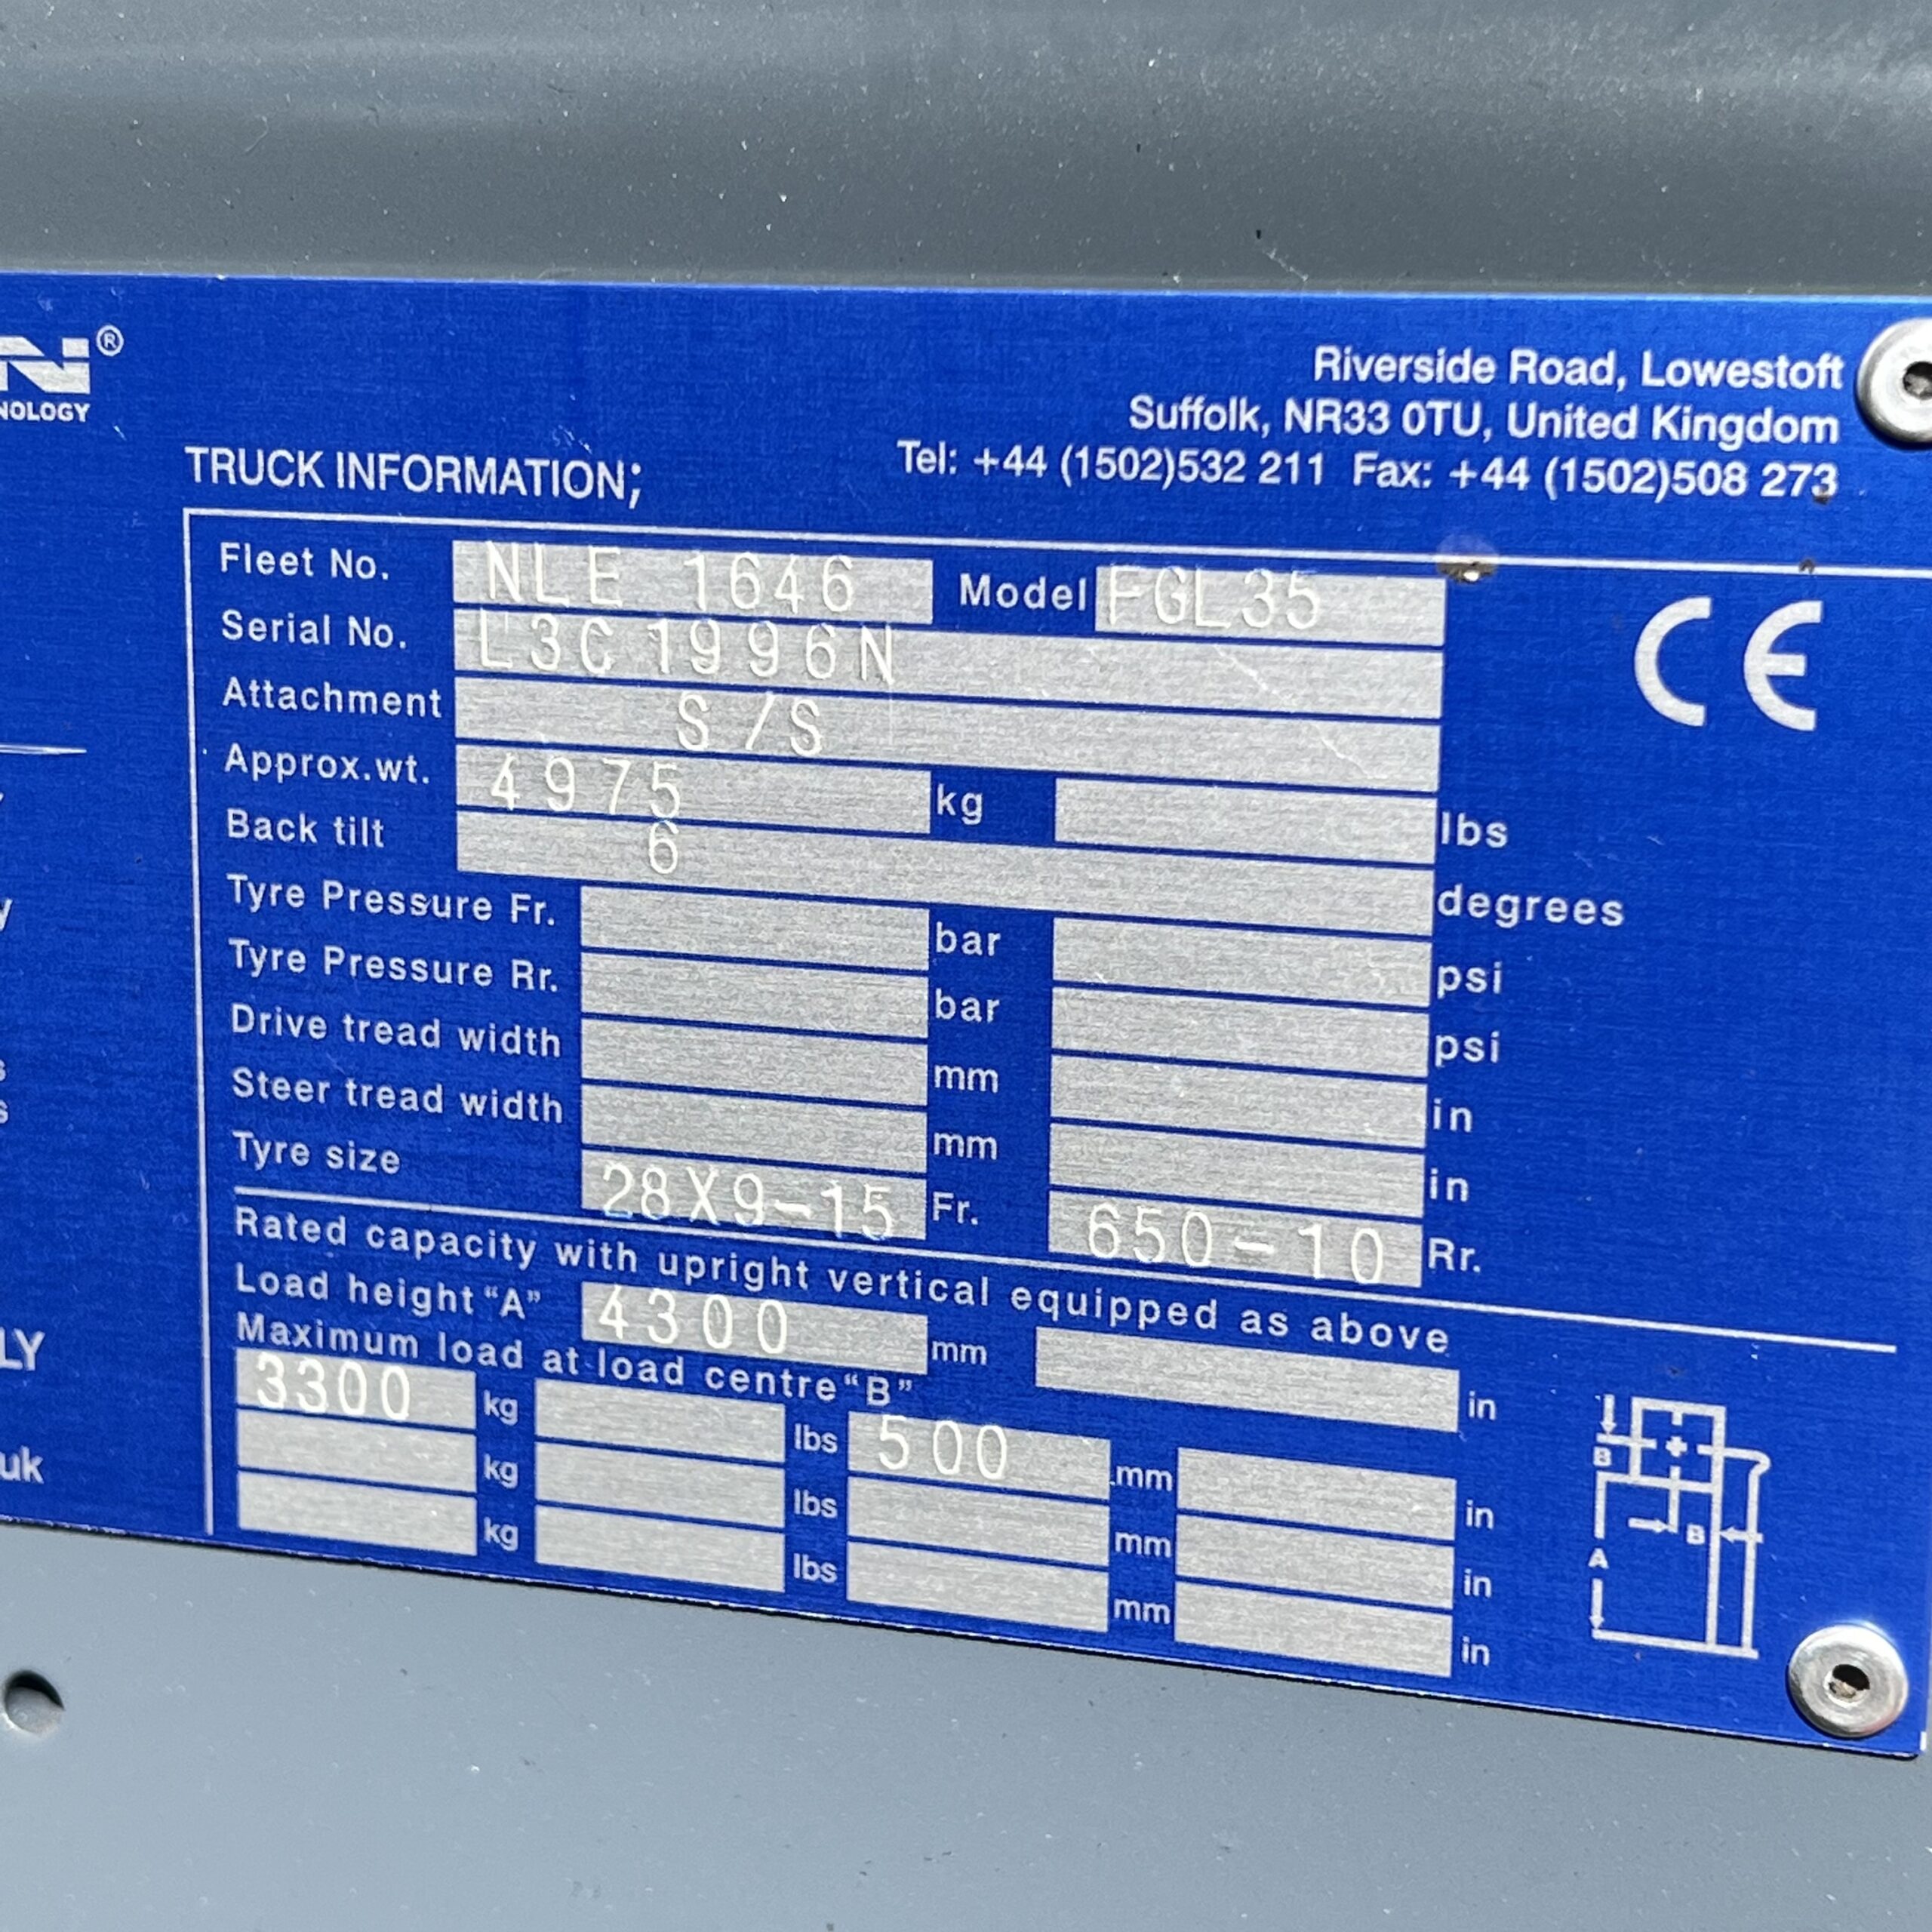 N®
NOLOGY
Riverside Road, Lowestoft
Suffolk, NR33 0TU, United Kingdom
Tel: +44 (1502)532 211 Fax: +44 (1502)508 273
TRUCK INFORMATION;
Fleet No. NLE 1646 Model FGL35
Serial No. L3C1996N
Attachment S/S
Approx.wt. 4975 kg lbs
Back tilt 6 degrees
Tyre Pressure Fr. bar psi
Tyre Pressure Rr. bar psi
Drive tread width mm in
Steer tread width mm in
Tyre size 28X9-15 Fr. 650-10 Rr.
Rated capacity with upright vertical equipped as above
Load height "A" 4300 mm in
Maximum load at load centre "B"
3300 kg lbs 500 mm in
kg lbs mm in
kg lbs mm in
CE
B
B
A
y
s
s
LY
uk